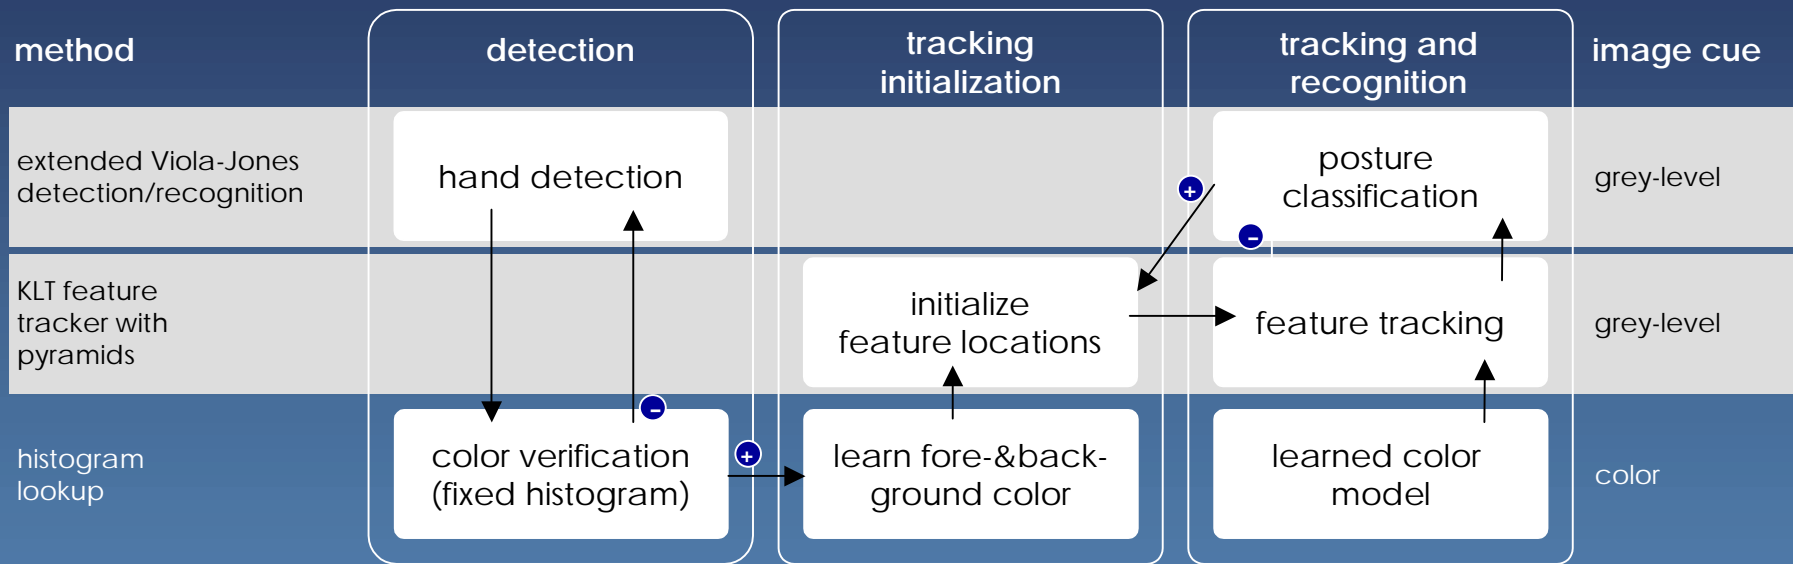 method
detection
tracking
initialization
tracking and
recognition
image cue
extended Viola-Jones
detection/recognition
hand detection
posture
classification
grey-level
+
-
KLT feature
tracker with
pyramids
initialize
feature locations
feature tracking
grey-level
-
+
histogram
lookup
color verification
(fixed histogram)
learn fore-&back-
ground color
learned color
model
color